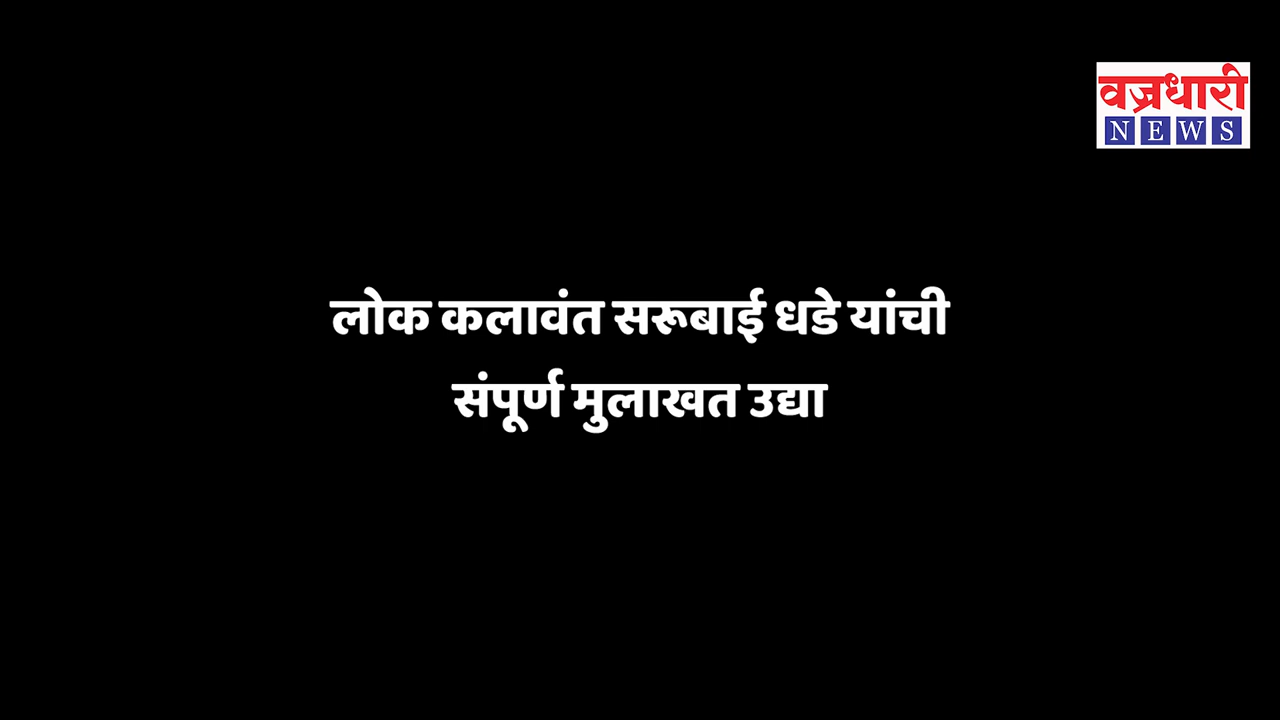 वज्रधारी
NEWS
लोक कलावंत सरूबाई धडे यांची
संपूर्ण मुलाखत उद्या